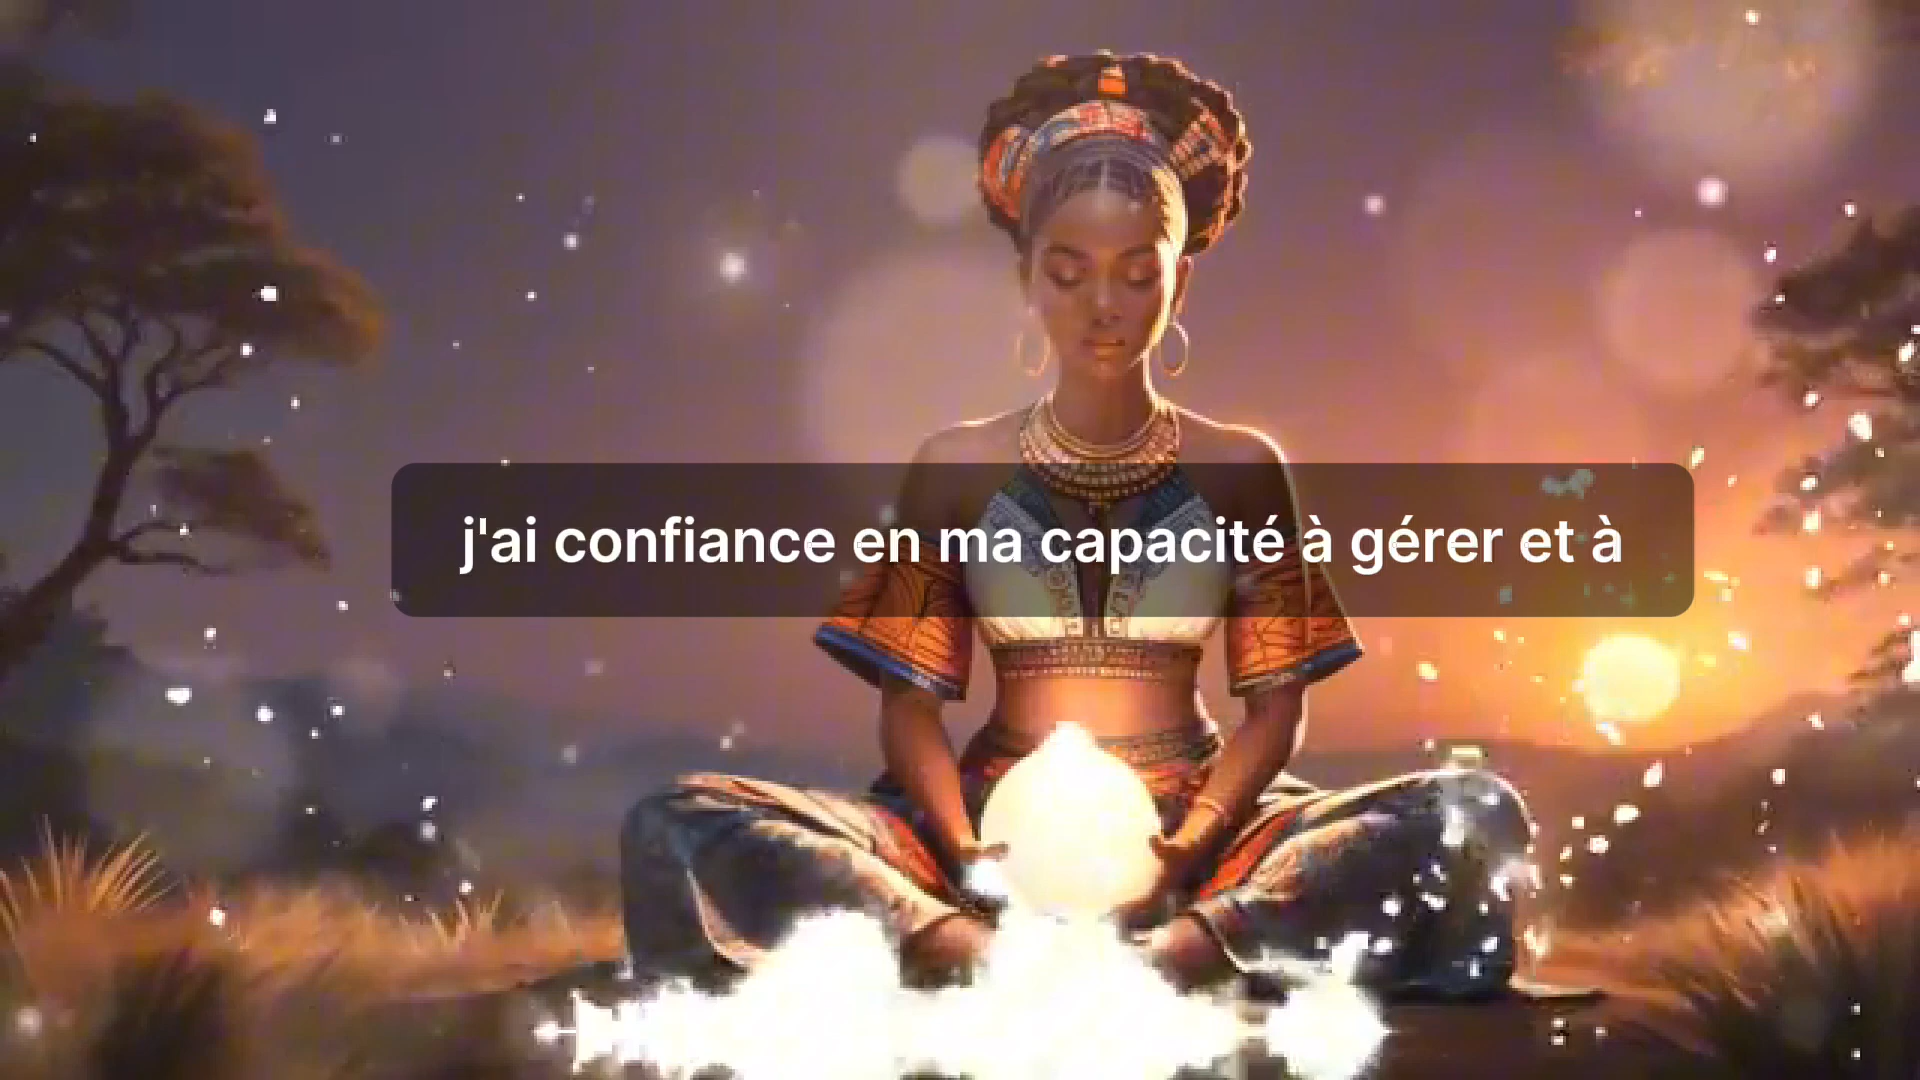 j'ai confiance en ma capacité à gérer et à